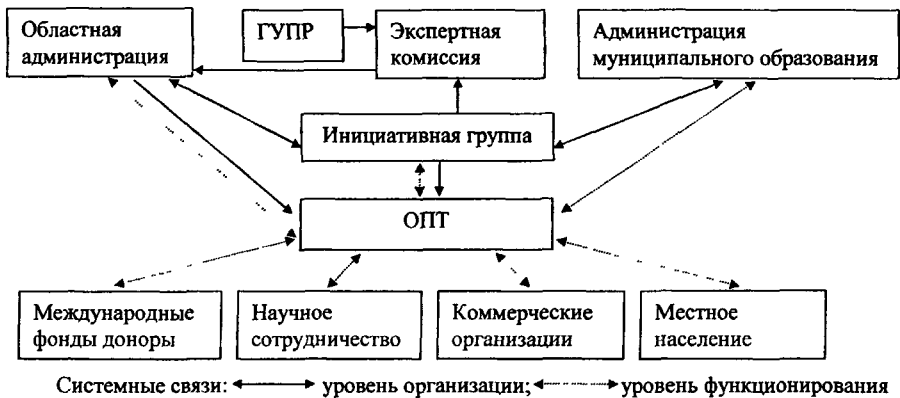 Областная
администрация
ГУПР
Экспертная
комиссия
Администрация
муниципального образования
Инициативная группа
ОПТ
Международные
фонды доноры
Научное
сотрудничество
Коммерческие
организации
Местное
население
Системные связи: уровень организации; уровень функционирования